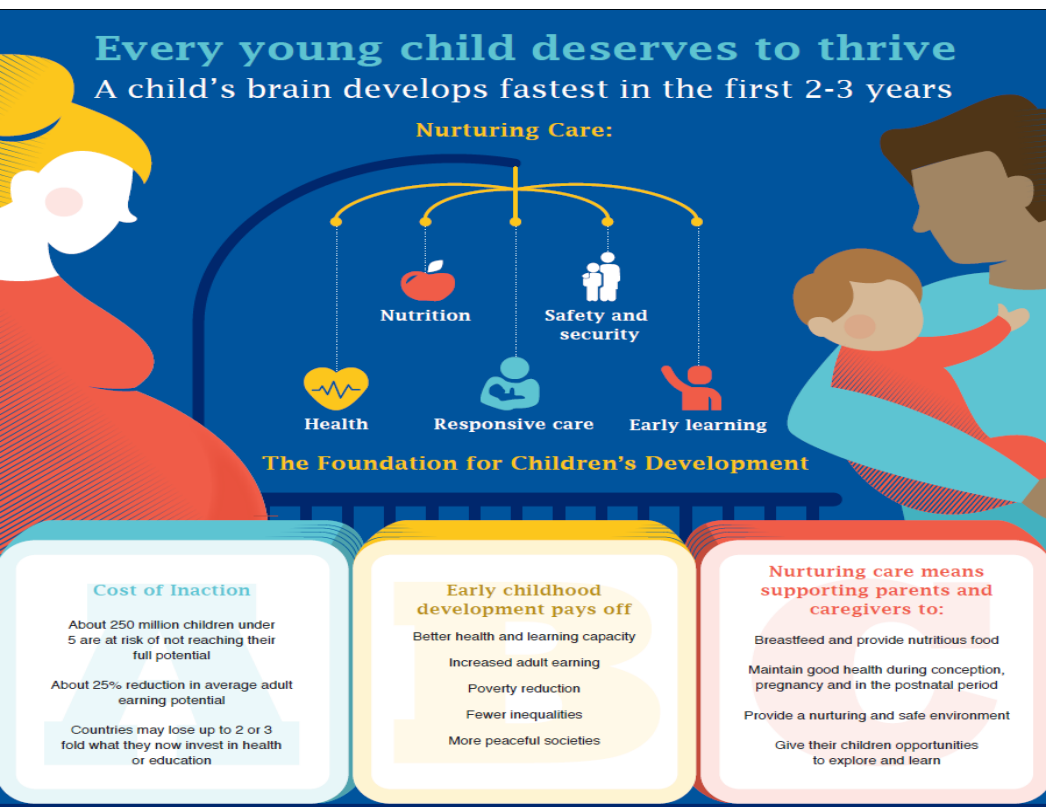 Every young child deserves to thrive
A child's brain develops fastest in the first 2-3 years
Nurturing Care:
Nutrition
Safety and
security
Health
Responsive care
Early learning
The Foundation for Children's Development
A
Cost of Inaction
About 250 million children under
5 are at risk of not reaching their
full potential
About 25% reduction in average adult
earning potential
Countries may lose up to 2 or 3
fold what they now invest in health
or education
B
Early childhood
development pays off
Better health and learning capacity
Increased adult earning
Poverty reduction
Fewer inequalities
More peaceful societies
C
Nurturing care means
supporting parents and
caregivers to:
Breastfeed and provide nutritious food
Maintain good health during conception,
pregnancy and in the postnatal period
Provide a nurturing and safe environment
Give their children opportunities
to explore and learn